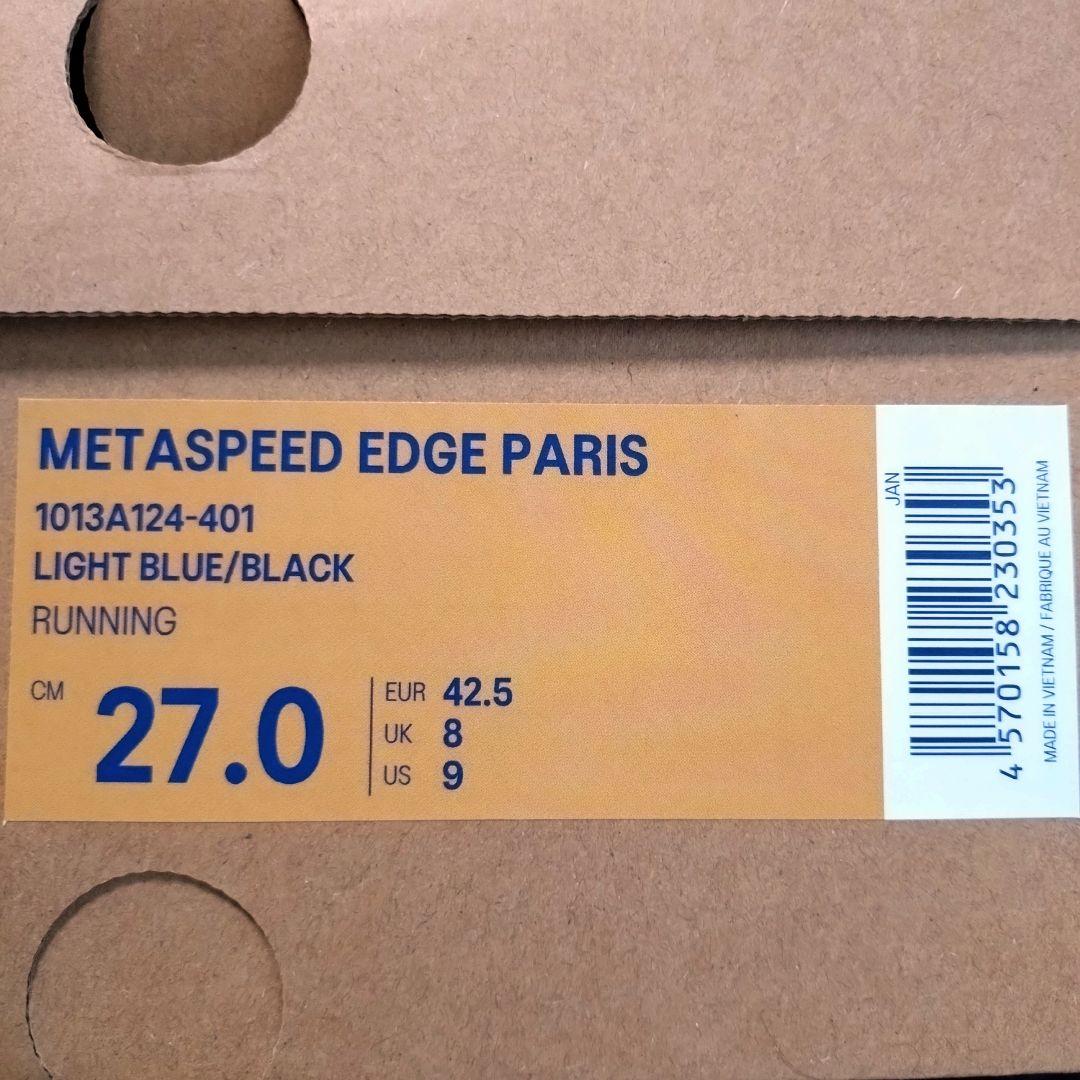 METASPEED EDGE PARIS
1013A124-401
LIGHT BLUE/BLACK
RUNNING
CM 27.0
EUR 42.5
UK 8
US 9
JAN
4 570158 230353
MADE IN VIETNAM / FABRIQUE AU VIETNAM